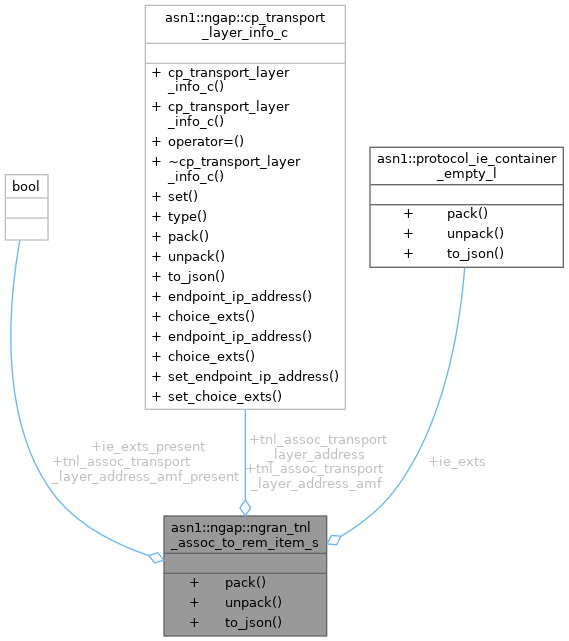 asn1::ngap::cp_transport
_layer_info_c
+ cp_transport_layer
_info_c()
+ cp_transport_layer
_info_c()
+ operator=()
+ ~cp_transport_layer
_info_c()
+ set()
+ type()
+ pack()
+ unpack()
+ to_json()
+ endpoint_ip_address()
+ choice_exts()
+ endpoint_ip_address()
+ choice_exts()
+ set_endpoint_ip_address()
+ set_choice_exts()
asn1::protocol_ie_container
_empty_l
+ pack()
+ unpack()
+ to_json()
bool
+ie_exts_present
+tnl_assoc_transport
_layer_address_amf_present
+tnl_assoc_transport
_layer_address
+tnl_assoc_transport
_layer_address_amf
+ie_exts
asn1::ngap::ngran_tnl
_assoc_to_rem_item_s
+ pack()
+ unpack()
+ to_json()